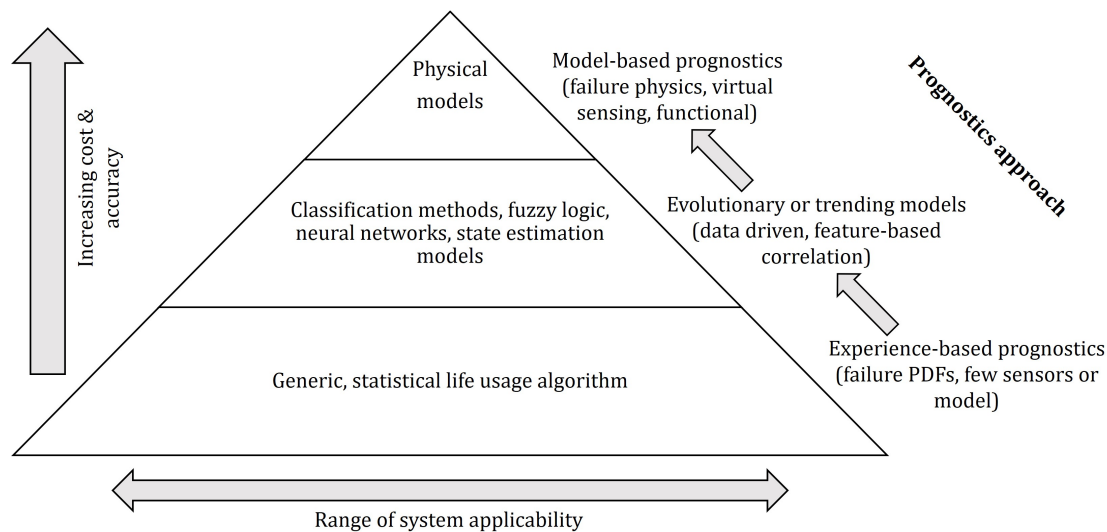 Physical
models
Model-based prognostics
(failure physics, virtual
sensing, functional)
Prognostics approach
Increasing cost &
accuracy
Classification methods, fuzzy logic,
neural networks, state estimation
models
Evolutionary or trending models
(data driven, feature-based
correlation)
Generic, statistical life usage algorithm
Experience-based prognostics
(failure PDFs, few sensors or
model)
Range of system applicability